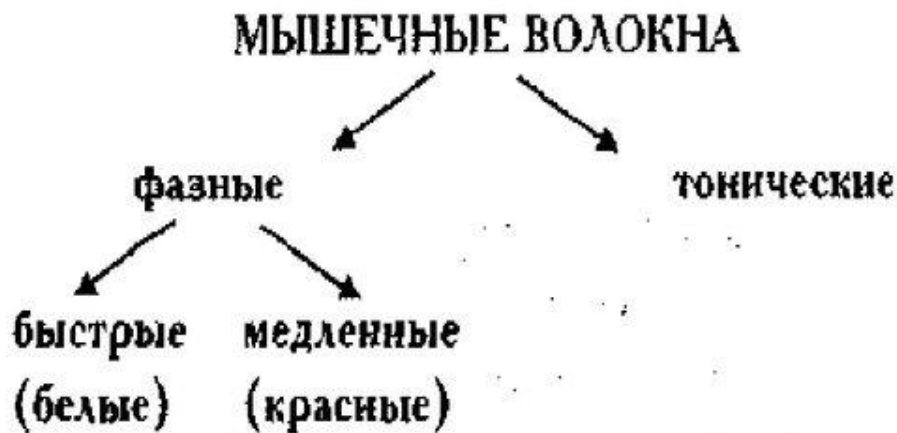 МЫШЕЧНЫЕ ВОЛОКНА
фазные тонические
быстрые медленные
(белые) (красные)